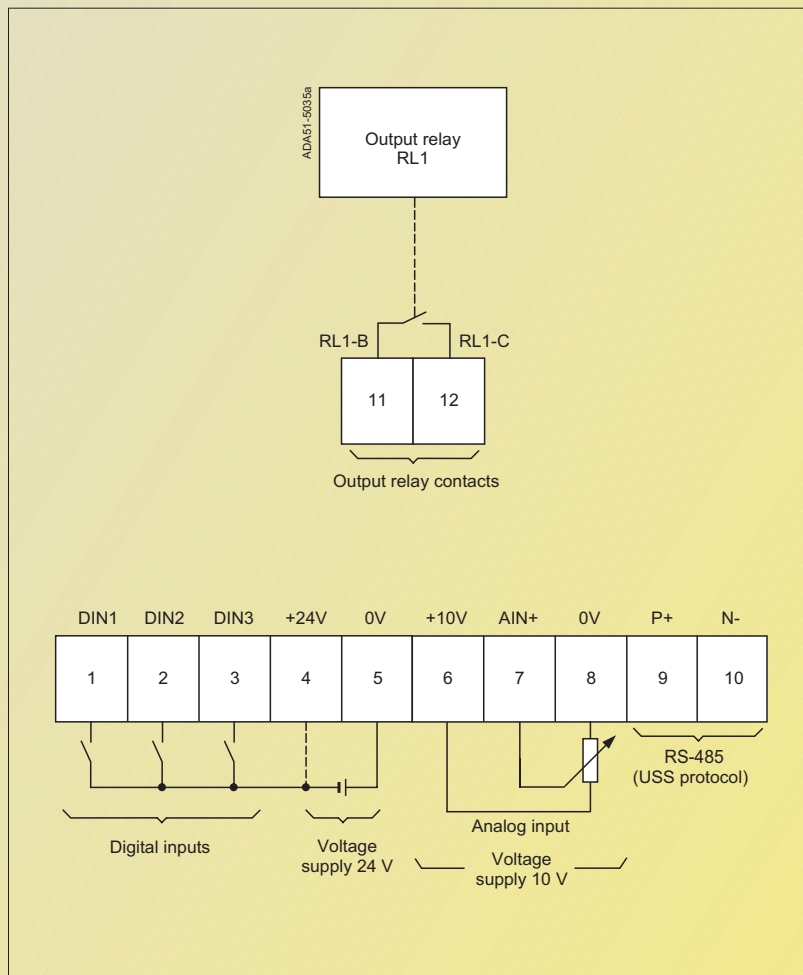 ADA51-5035a
Output relay
RL1
RL1-B
RL1-C
11
12
Output relay contacts
DIN1
DIN2
DIN3
+24V
0V
+10V
AIN+
0V
P+
N-
1
2
3
4
5
6
7
8
9
10
RS-485
(USS protocol)
Analog input
Digital inputs
Voltage
supply 24 V
Voltage
supply 10 V